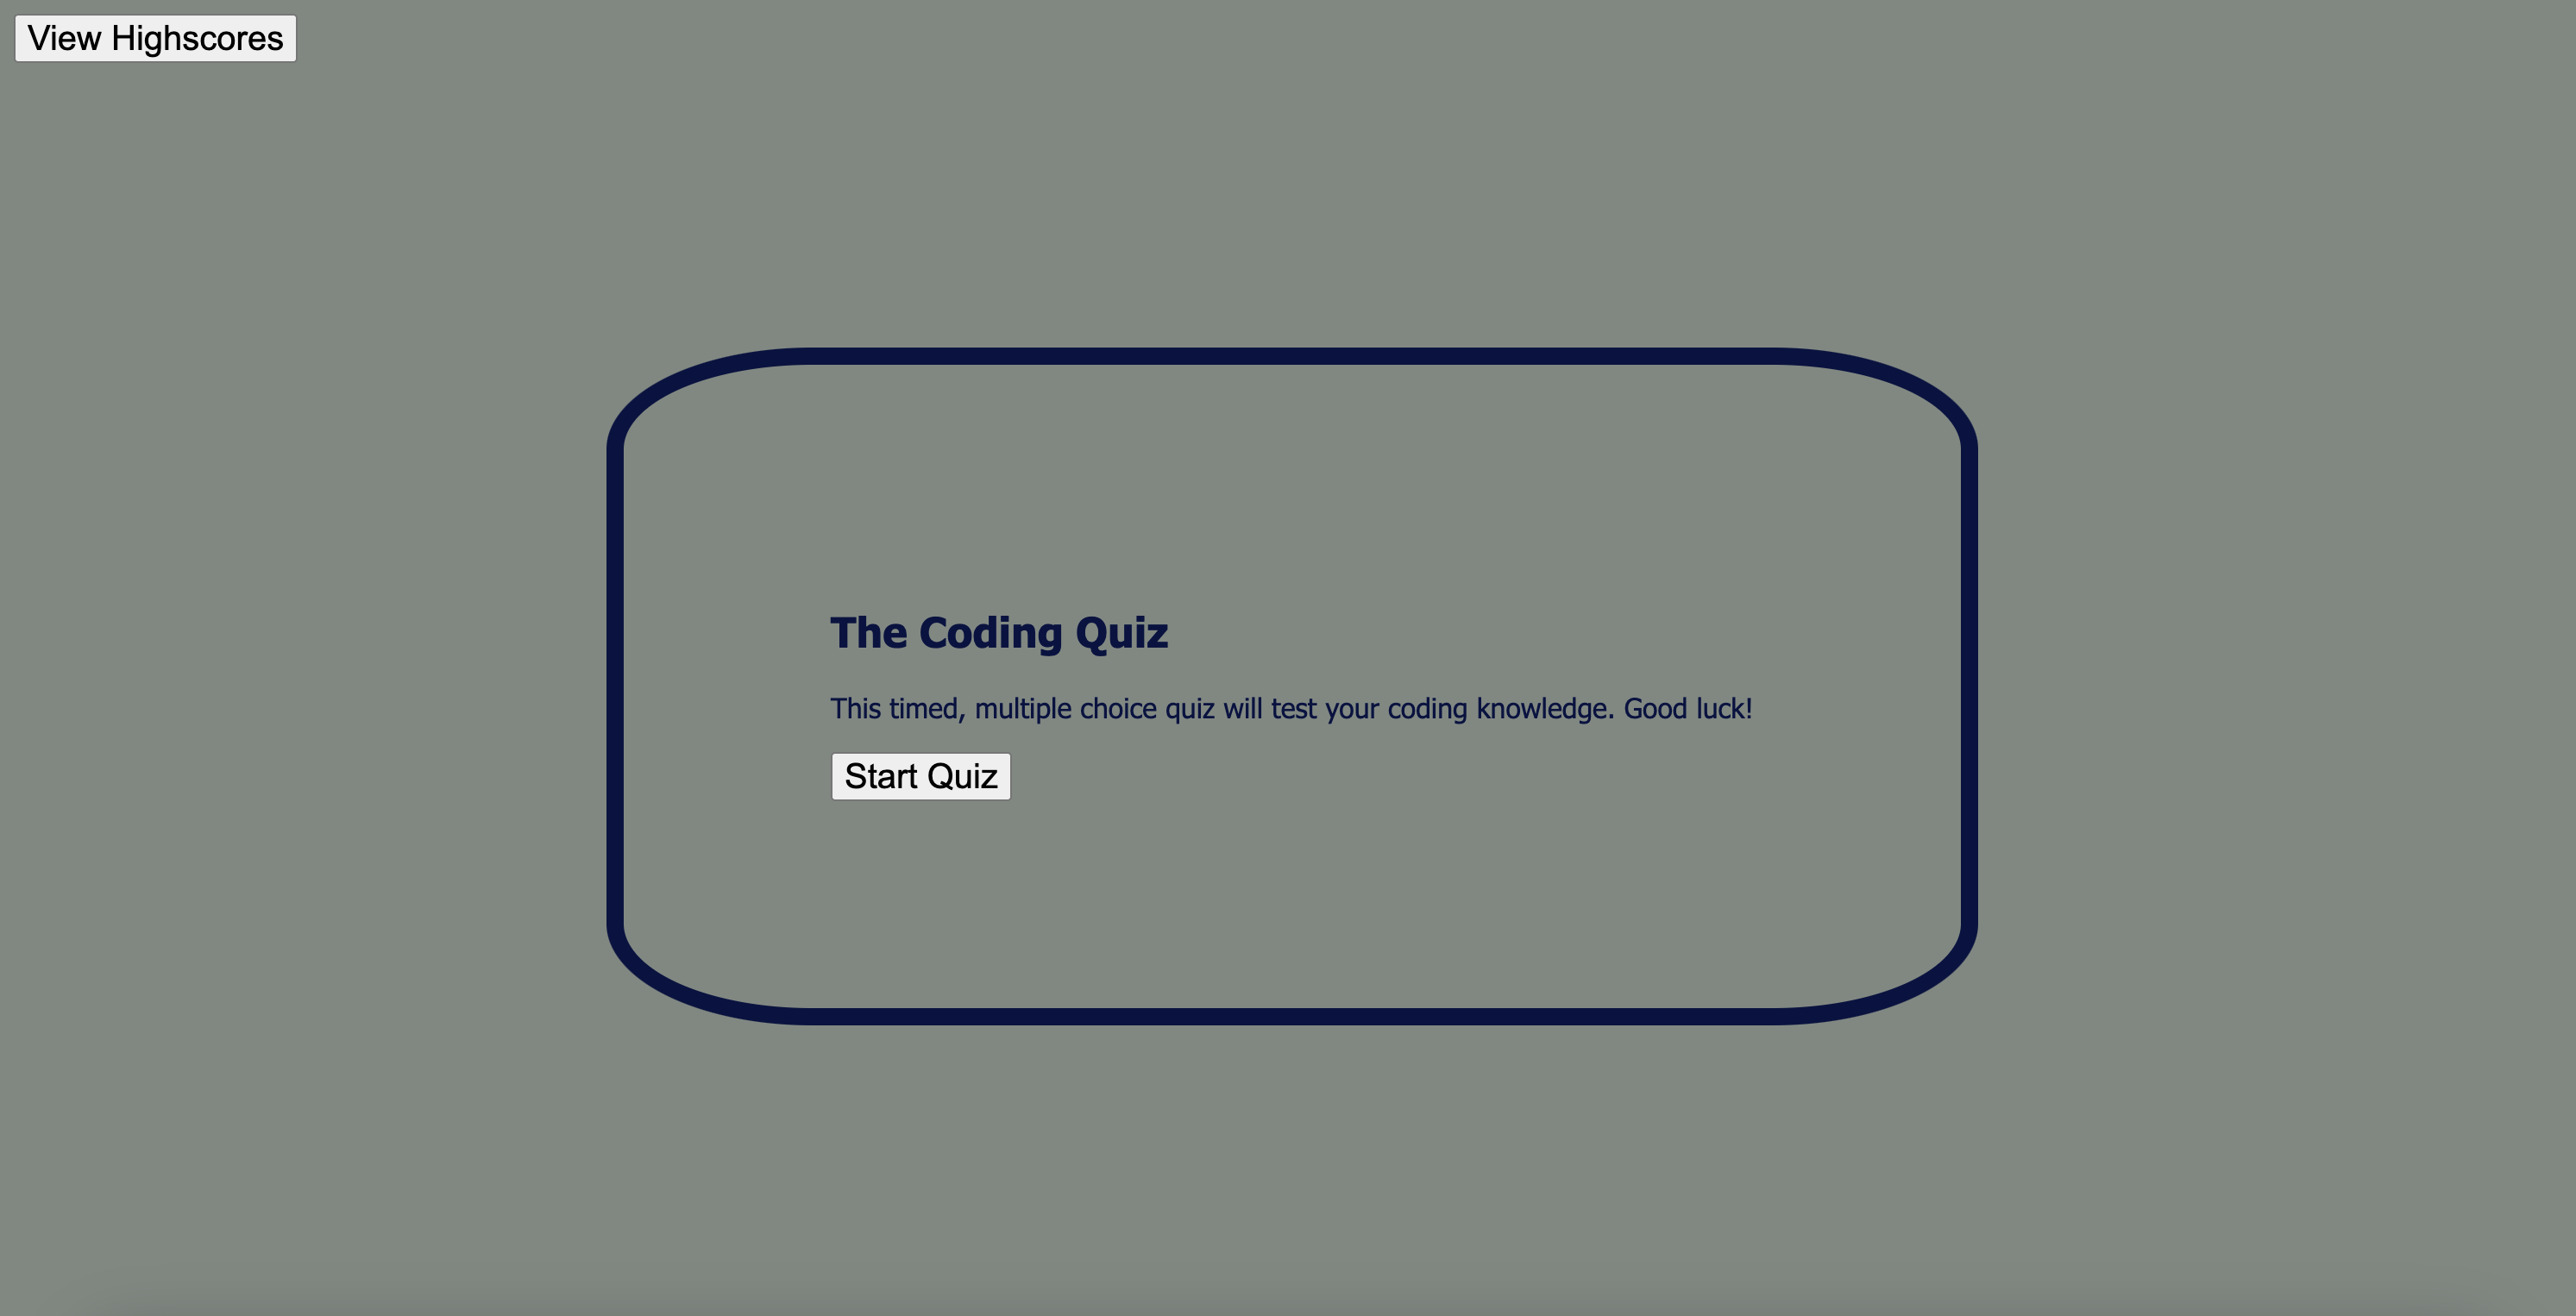 View Highscores
The Coding Quiz
This timed, multiple choice quiz will test your coding knowledge. Good luck!
Start Quiz